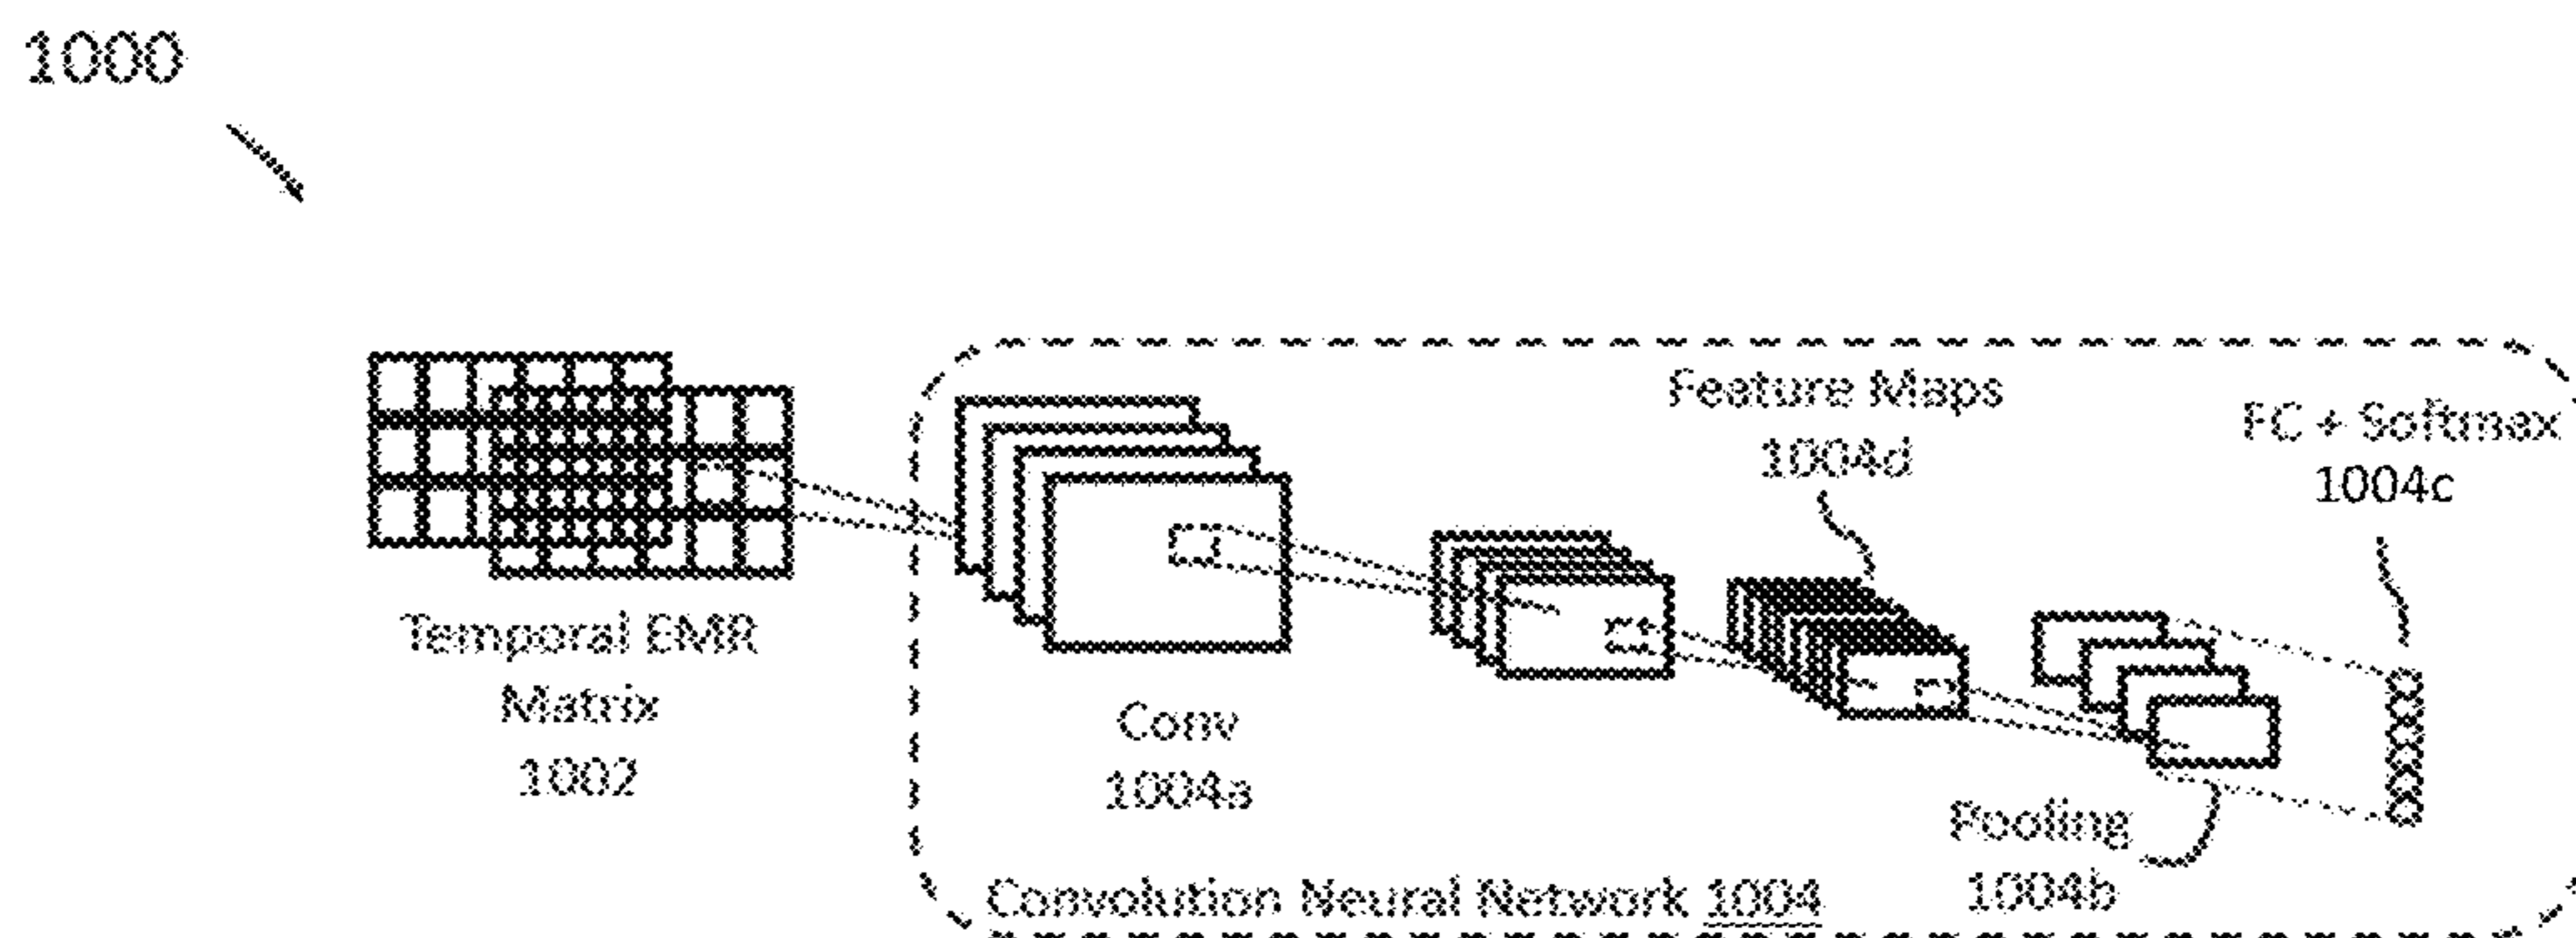 1000
Temporal EMR
Matrix
1002
Conv
1004a
Feature Maps
1004d
FC + Softmax
1004c
Pooling
1004b
Convolution Neural Network 1004